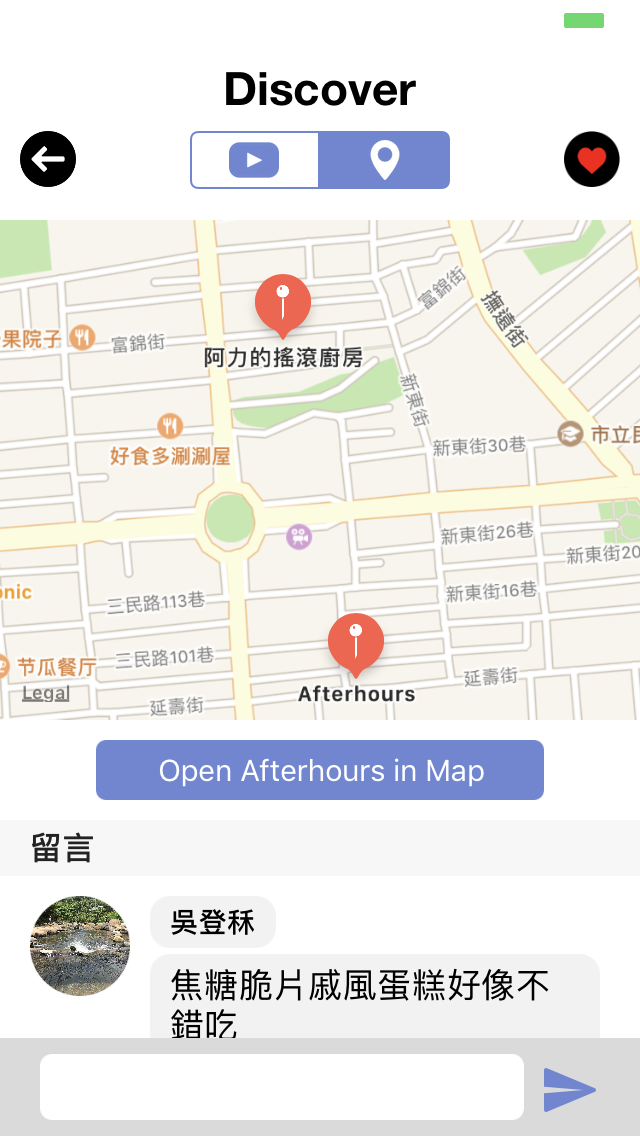 Discover
富錦街
撫遠街
果院子
富錦街
阿力的搖滾廚房
新東街
好食多涮涮屋
新東街30巷
市立民
新東街26巷
新東街20
onic
新東街16巷
三民路113巷
三民路101巷
节瓜餐厅
延壽街
Legal
Afterhours
延壽街
Open Afterhours in Map
留言
吳登秝
焦糖脆片戚風蛋糕好像不
錯吃